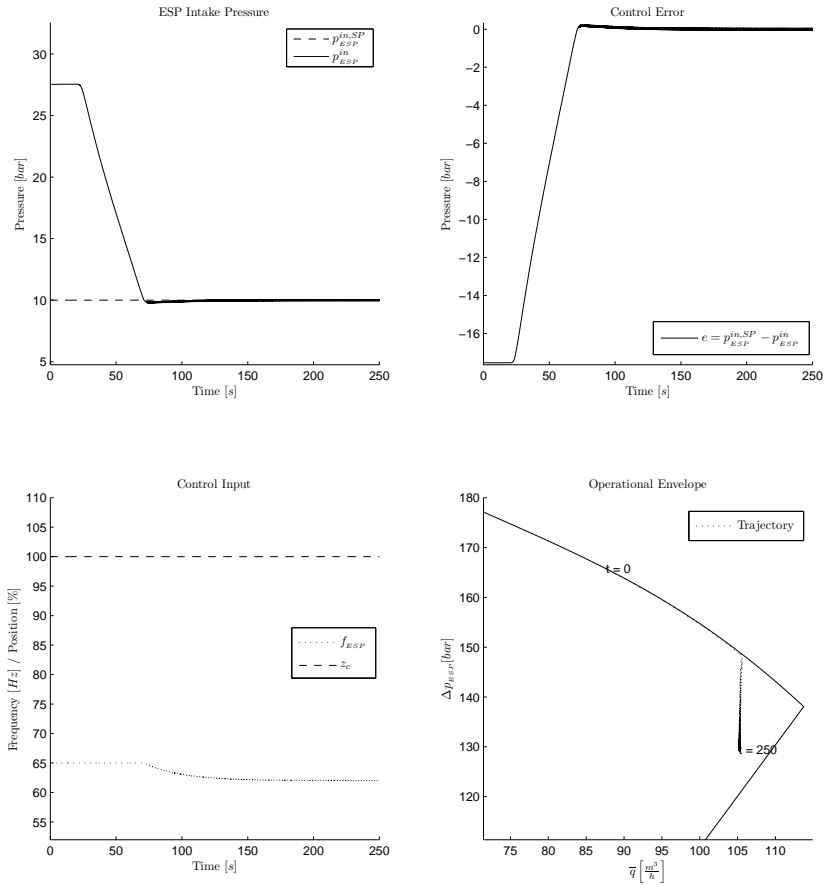 ESP Intake Pressure
p_{ESP}^{in,SP}
p_{ESP}^{in}
30
25
20
15
10
5
0 50 100 150 200 250
Pressure [bar]
Time [s]
Control Error
0
−2
−4
−6
−8
−10
−12
−14
−16
0 50 100 150 200 250
Pressure [bar]
Time [s]
e = p_{ESP}^{in,SP} − p_{ESP}^{in}
Control Input
110
105
100
95
90
85
80
75
70
65
60
55
0 50 100 150 200 250
Frequency [Hz] / Position [%]
Time [s]
f_{ESP}
z_c
Operational Envelope
Trajectory
180
170
160
150
140
130
120
75 80 85 90 95 100 105 110
Δp_{ESP}[bar]
t = 0
t = 250
\overline{q} [\frac{m^3}{h}]